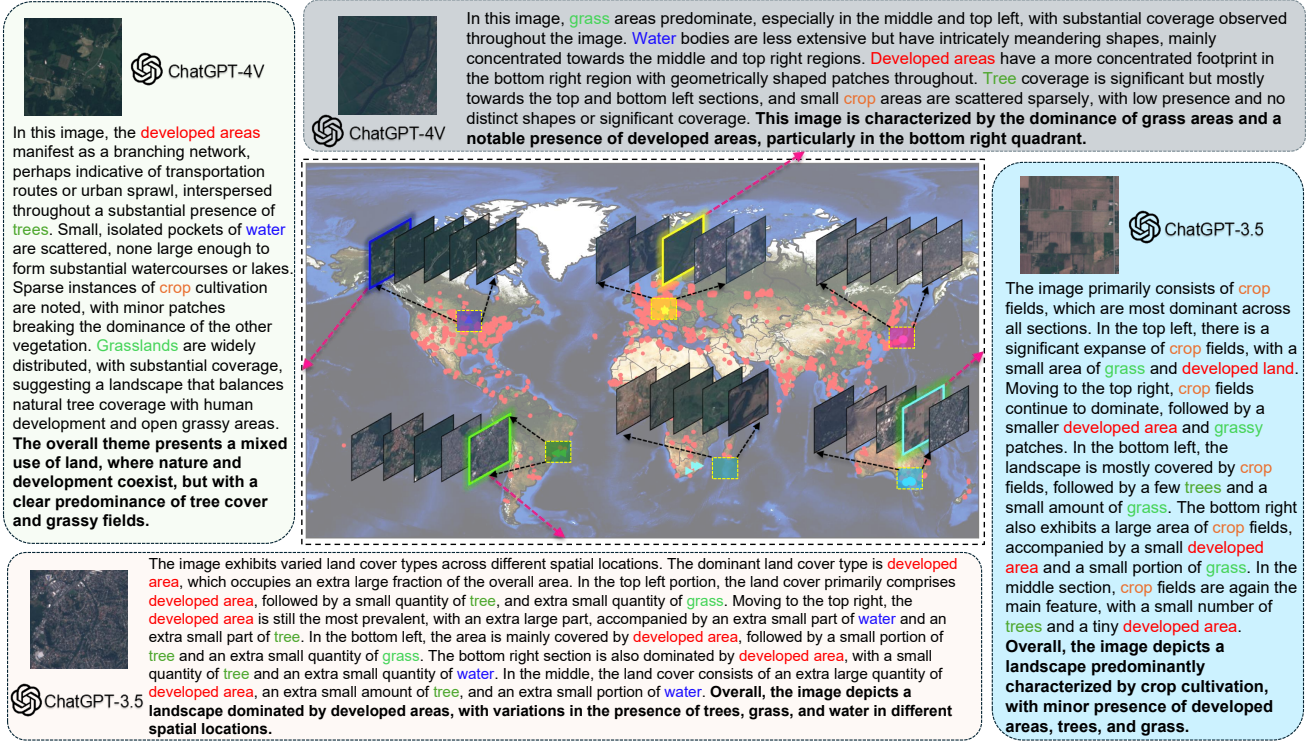 ChatGPT-4V
In this image, the developed areas
manifest as a branching network,
perhaps indicative of transportation
routes or urban sprawl, interspersed
throughout a substantial presence of
trees. Small, isolated pockets of water
are scattered, none large enough to
form substantial watercourses or lakes.
Sparse instances of crop cultivation
are noted, with minor patches
breaking the dominance of the other
vegetation. Grasslands are widely
distributed, with substantial coverage,
suggesting a landscape that balances
natural tree coverage with human
development and open grassy areas.
The overall theme presents a mixed
use of land, where nature and
development coexist, but with a
clear predominance of tree cover
and grassy fields.
ChatGPT-4V
In this image, grass areas predominate, especially in the middle and top left, with substantial coverage observed
throughout the image. Water bodies are less extensive but have intricately meandering shapes, mainly
concentrated towards the middle and top right regions. Developed areas have a more concentrated footprint in
the bottom right region with geometrically shaped patches throughout. Tree coverage is significant but mostly
towards the top and bottom left sections, and small crop areas are scattered sparsely, with low presence and no
distinct shapes or significant coverage. This image is characterized by the dominance of grass areas and a
notable presence of developed areas, particularly in the bottom right quadrant.
ChatGPT-3.5
The image primarily consists of crop
fields, which are most dominant across
all sections. In the top left, there is a
significant expanse of crop fields, with a
small area of grass and developed land.
Moving to the top right, crop fields
continue to dominate, followed by a
smaller developed area and grassy
patches. In the bottom left, the
landscape is mostly covered by crop
fields, followed by a few trees and a
small amount of grass. The bottom right
also exhibits a large area of crop fields,
accompanied by a small developed
area and a small portion of grass. In the
middle section, crop fields are again the
main feature, with a small number of
trees and a tiny developed area.
Overall, the image depicts a
landscape predominantly
characterized by crop cultivation,
with minor presence of developed
areas, trees, and grass.
ChatGPT-3.5
The image exhibits varied land cover types across different spatial locations. The dominant land cover type is developed
area, which occupies an extra large fraction of the overall area. In the top left portion, the land cover primarily comprises
developed area, followed by a small quantity of tree, and extra small quantity of grass. Moving to the top right, the
developed area is still the most prevalent, with an extra large part, accompanied by an extra small part of water and an
extra small part of tree. In the bottom left, the area is mainly covered by developed area, followed by a small portion of
tree and an extra small quantity of grass. The bottom right section is also dominated by developed area, with a small
quantity of tree and an extra small quantity of water. In the middle, the land cover consists of an extra large quantity of
developed area, an extra small amount of tree, and an extra small portion of water. Overall, the image depicts a
landscape dominated by developed areas, with variations in the presence of trees, grass, and water in different
spatial locations.